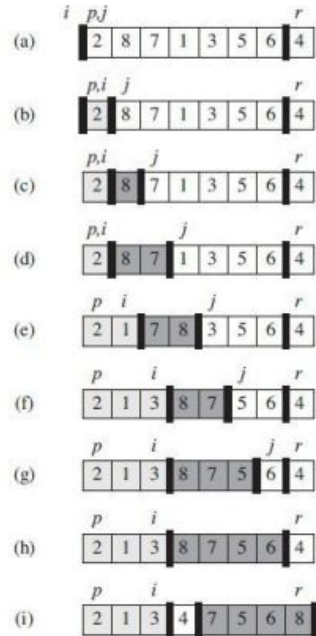 i p,j r
(a) 2 8 7 1 3 5 6 4
p,i j r
(b) 2 8 7 1 3 5 6 4
p,i j r
(c) 2 8 7 1 3 5 6 4
p,i j r
(d) 2 8 7 1 3 5 6 4
p i j r
(e) 2 1 7 8 3 5 6 4
p i j r
(f) 2 1 3 8 7 5 6 4
p i j r
(g) 2 1 3 8 7 5 6 4
p i r
(h) 2 1 3 8 7 5 6 4
p i r
(i) 2 1 3 4 7 5 6 8